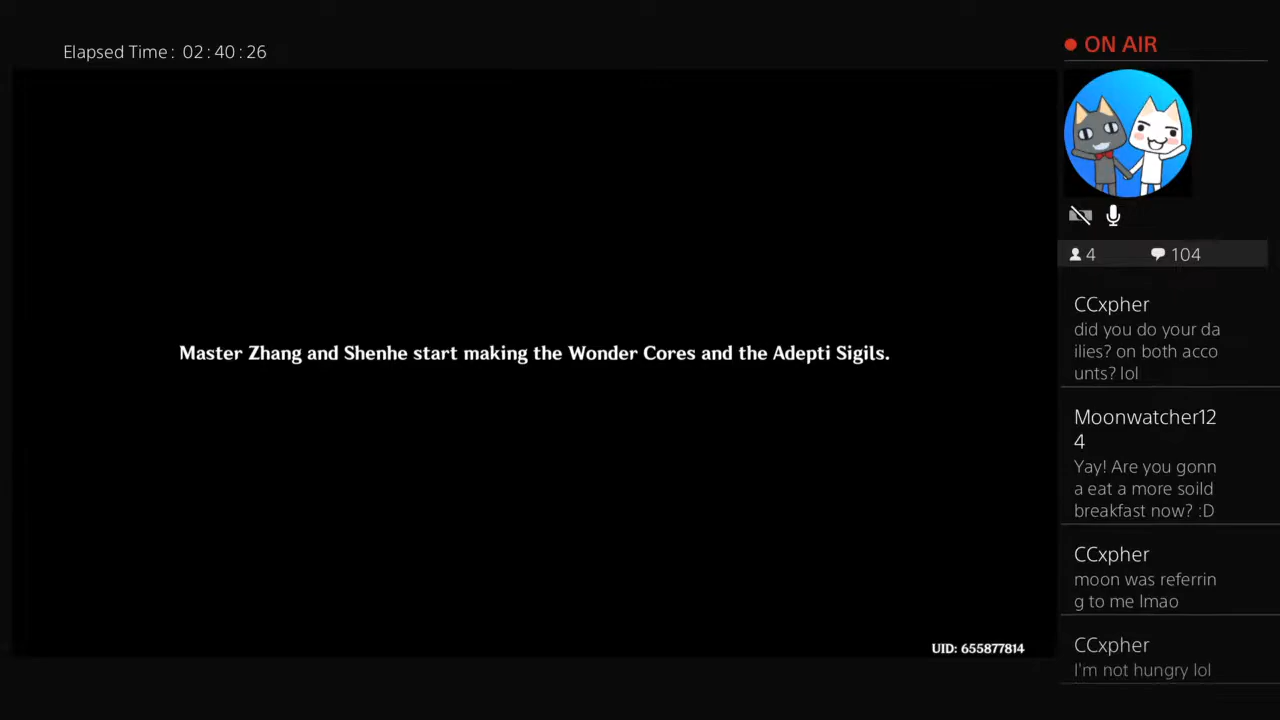 Elapsed Time: 02:40:26
ON AIR
4 104
CCxpher
did you do your da
ilies? on both acco
unts? lol
Moonwatcher12
4
Yay! Are you gonn
a eat a more soild
breakfast now? :D
CCxpher
moon was referrin
g to me lmao
CCxpher
I'm not hungry lol
Master Zhang and Shenhe start making the Wonder Cores and the Adepti Sigils.
UID: 655877814